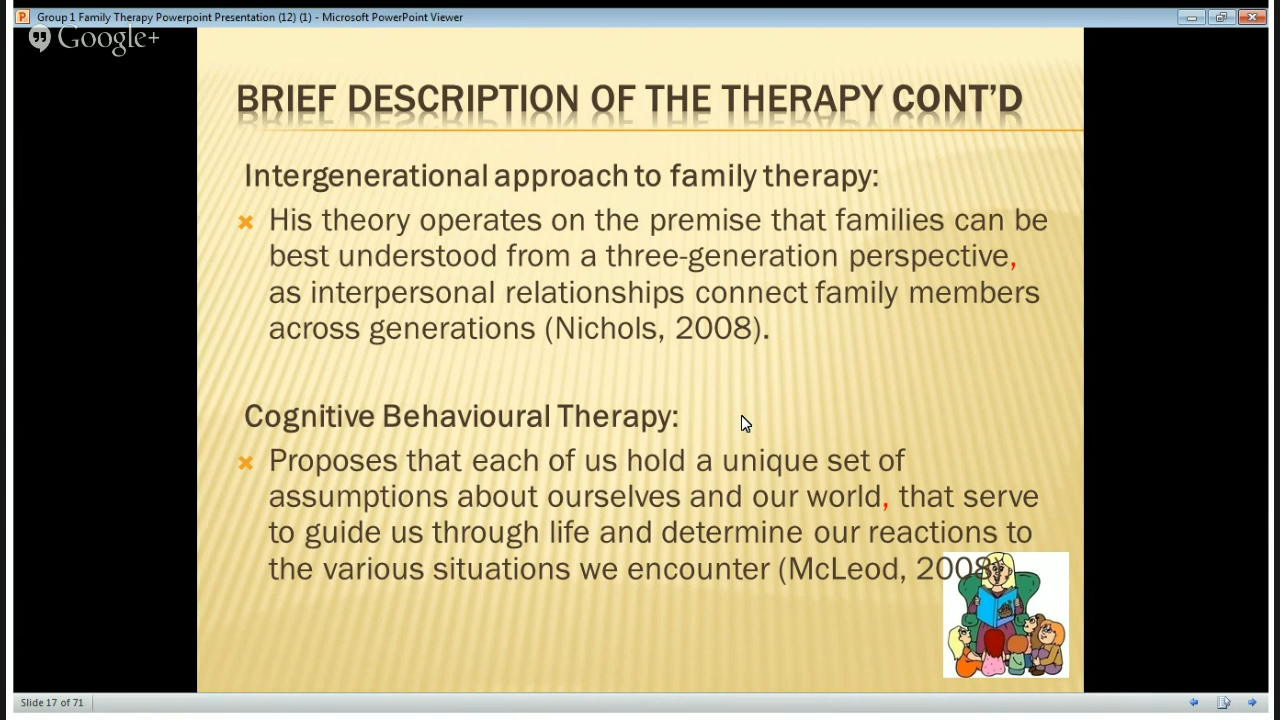 Group 1 Family Therapy Powerpoint Presentation (12) (1) - Microsoft PowerPoint Viewer
Google+
BRIEF DESCRIPTION OF THE THERAPY CONT'D
Intergenerational approach to family therapy:
His theory operates on the premise that families can be
best understood from a three-generation perspective,
as interpersonal relationships connect family members
across generations (Nichols, 2008).
Cognitive Behavioural Therapy:
Proposes that each of us hold a unique set of
assumptions about ourselves and our world, that serve
to guide us through life and determine our reactions to
the various situations we encounter (McLeod, 2008)
Slide 17 of 71